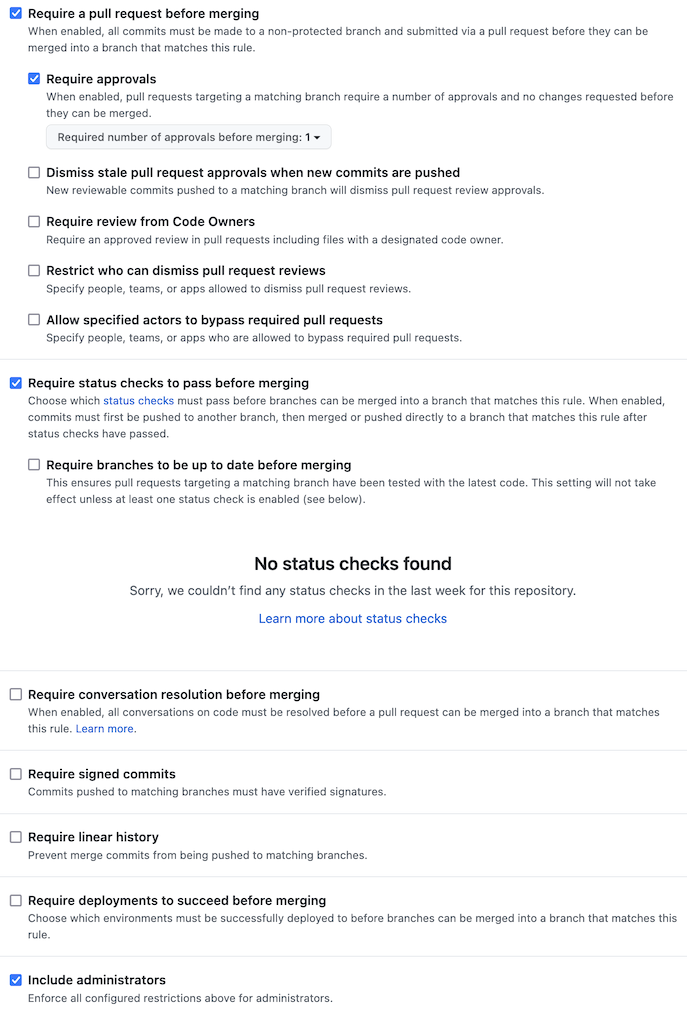 Require a pull request before merging
When enabled, all commits must be made to a non-protected branch and submitted via a pull request before they can be
merged into a branch that matches this rule.
Require approvals
When enabled, pull requests targeting a matching branch require a number of approvals and no changes requested before
they can be merged.
Required number of approvals before merging: 1
Dismiss stale pull request approvals when new commits are pushed
New reviewable commits pushed to a matching branch will dismiss pull request review approvals.
Require review from Code Owners
Require an approved review in pull requests including files with a designated code owner.
Restrict who can dismiss pull request reviews
Specify people, teams, or apps allowed to dismiss pull request reviews.
Allow specified actors to bypass required pull requests
Specify people, teams, or apps who are allowed to bypass required pull requests.
Require status checks to pass before merging
Choose which status checks must pass before branches can be merged into a branch that matches this rule. When enabled,
commits must first be pushed to another branch, then merged or pushed directly to a branch that matches this rule after
status checks have passed.
Require branches to be up to date before merging
This ensures pull requests targeting a matching branch have been tested with the latest code. This setting will not take
effect unless at least one status check is enabled (see below).
No status checks found
Sorry, we couldn’t find any status checks in the last week for this repository.
Learn more about status checks
Require conversation resolution before merging
When enabled, all conversations on code must be resolved before a pull request can be merged into a branch that matches
this rule. Learn more.
Require signed commits
Commits pushed to matching branches must have verified signatures.
Require linear history
Prevent merge commits from being pushed to matching branches.
Require deployments to succeed before merging
Choose which environments must be successfully deployed to before branches can be merged into a branch that matches this
rule.
Include administrators
Enforce all configured restrictions above for administrators.